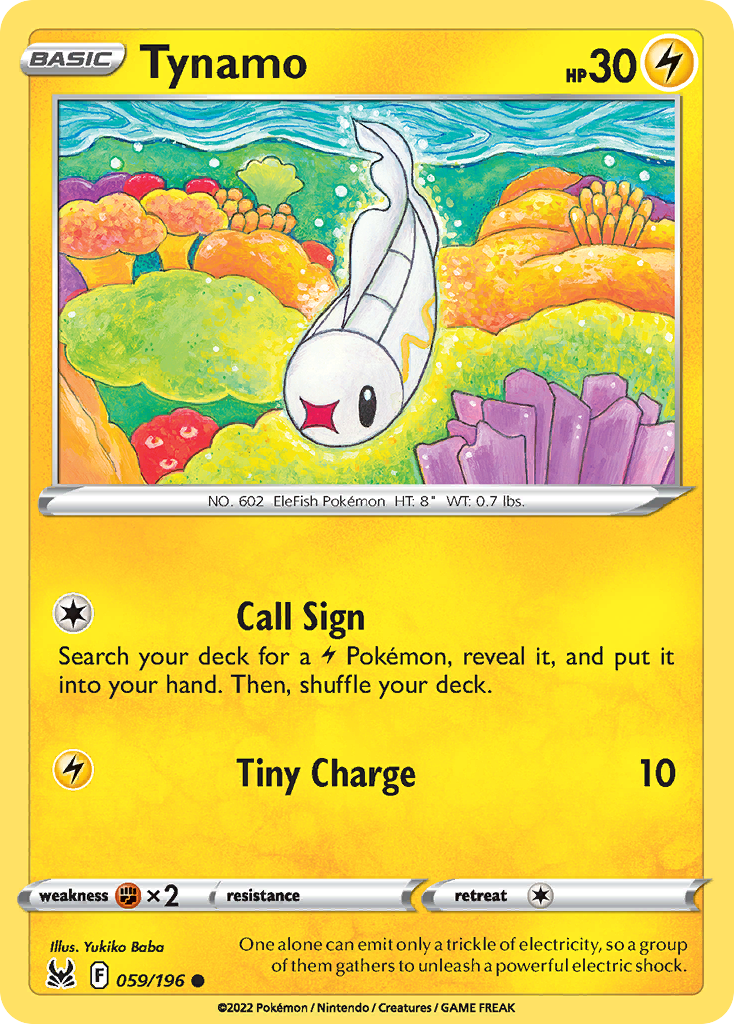 BASIC Tynamo HP30
NO. 602 EleFish Pokémon HT: 8" WT: 0.7 lbs.
Call Sign
Search your deck for a Pokémon, reveal it, and put it
into your hand. Then, shuffle your deck.
Tiny Charge 10
weakness ×2 resistance retreat
Illus. Yukiko Baba
F 059/196
One alone can emit only a trickle of electricity, so a group
of them gathers to unleash a powerful electric shock.
©2022 Pokémon / Nintendo / Creatures / GAME FREAK